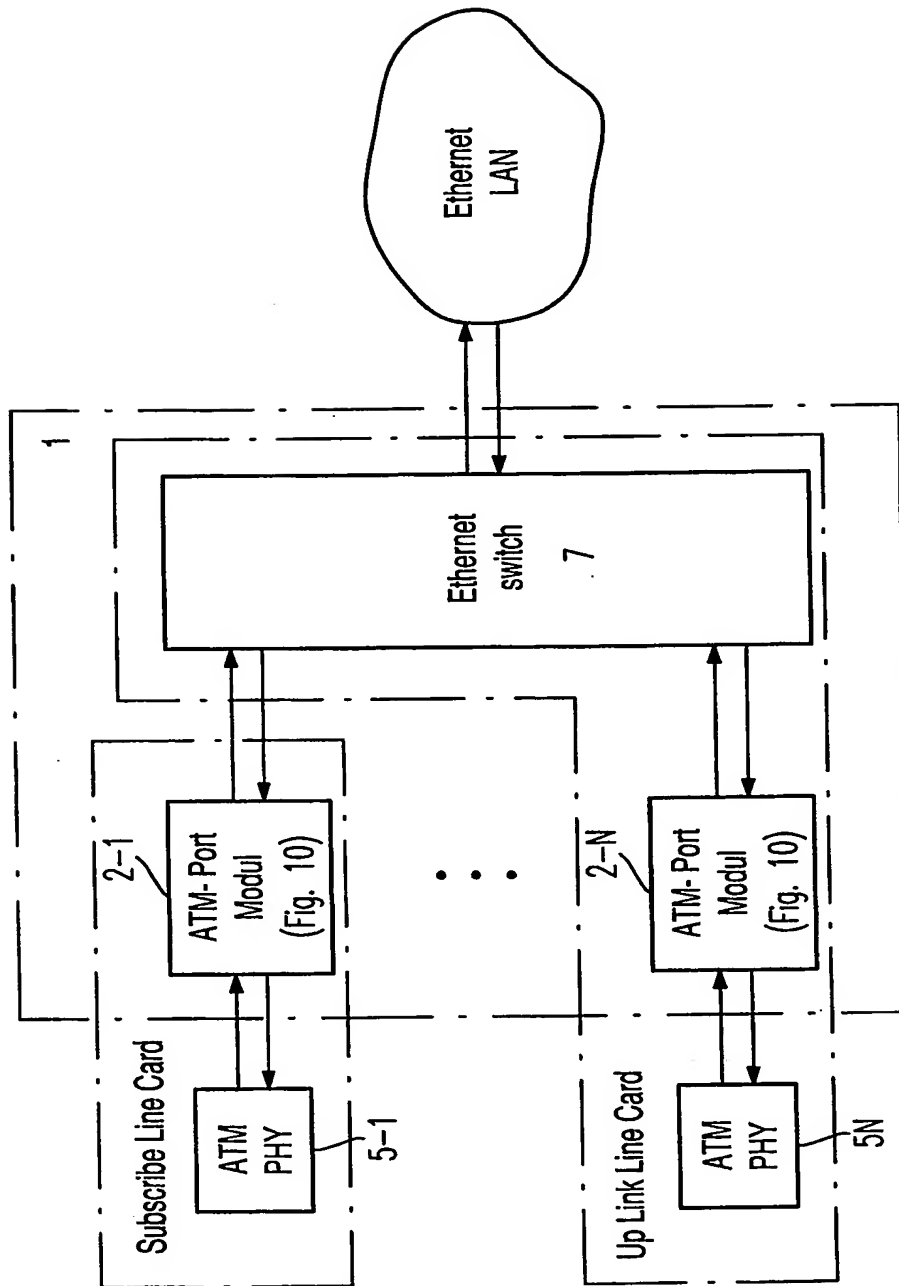 Subscribe Line Card
ATM
PHY
5-1
2-1
ATM-Port
Modul
(Fig. 10)
1
Ethernet
switch
7
Ethernet
LAN
Up Link Line Card
ATM
PHY
5N
2-N
ATM-Port
Modul
(Fig. 10)